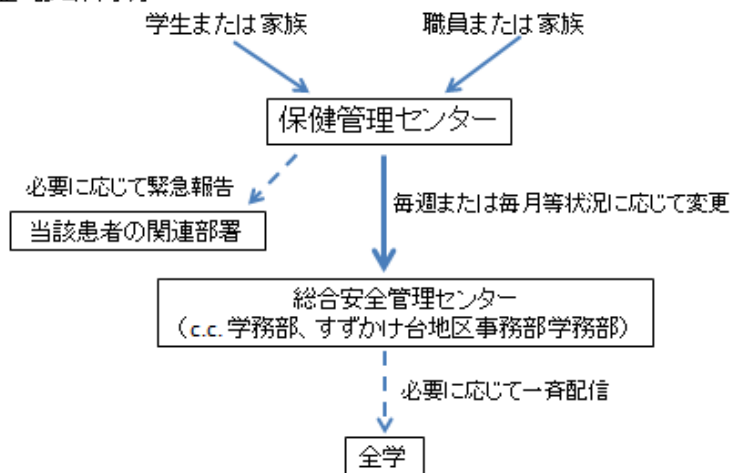 学生または家族
職員または家族
保健管理センター
必要に応じて緊急報告
毎週または毎月等状況に応じて変更
当該患者の関連部署
総合安全管理センター
(c.c. 学務部、すずかけ台地区事務部学務部)
必要に応じて一斉配信
全学